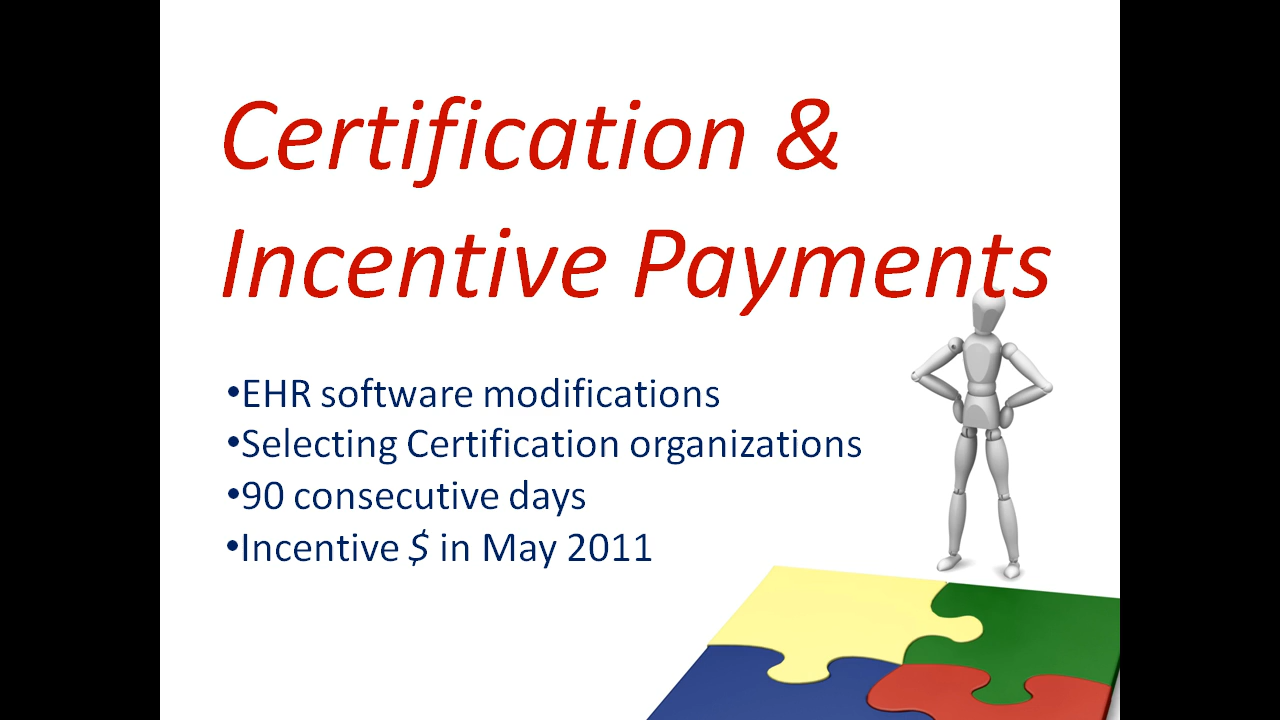 Certification &
Incentive Payments
•EHR software modifications
•Selecting Certification organizations
•90 consecutive days
•Incentive $ in May 2011